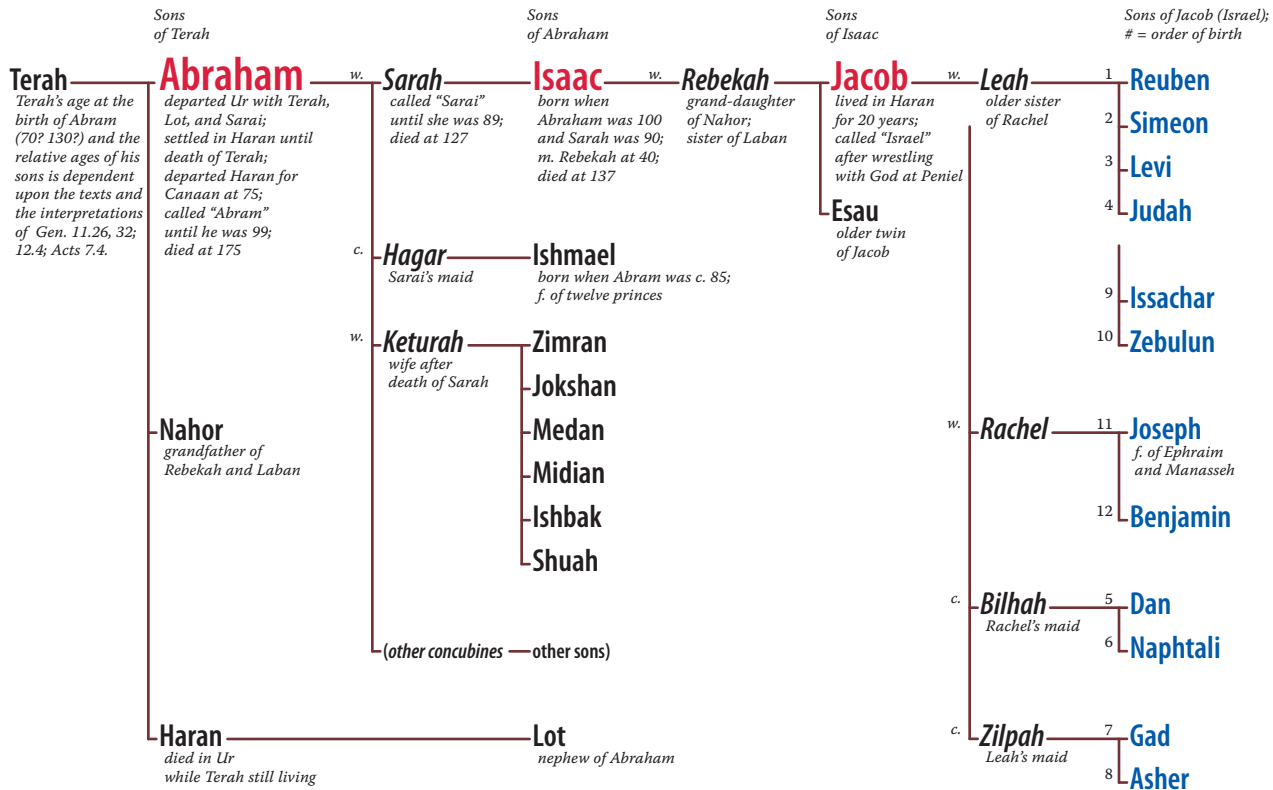 Sons
of Terah
Sons
of Abraham
Sons
of Isaac
Sons of Jacob (Israel);
# = order of birth
Terah
Terah's age at the
birth of Abram
(70? 130?) and the
relative ages of his
sons is dependent
upon the texts and
the interpretations
of Gen. 11.26, 32;
12.4; Acts 7.4.
Abraham
departed Ur with Terah,
Lot, and Sarai;
settled in Haran until
death of Terah;
departed Haran for
Canaan at 75;
called “Abram”
until he was 99;
died at 175
w.
Sarah
called “Sarai”
until she was 89;
died at 127
Isaac
born when
Abraham was 100
and Sarah was 90;
m. Rebekah at 40;
died at 137
w.
Rebekah
grand-daughter
of Nahor;
sister of Laban
Jacob
lived in Haran
for 20 years;
called “Israel”
after wrestling
with God at Peniel
Esau
older twin
of Jacob
w.
Leah
older sister
of Rachel
1 Reuben
2 Simeon
3 Levi
4 Judah
9 Issachar
10 Zebulun
c.
Hagar
Sarai's maid
Ishmael
born when Abram was c. 85;
f. of twelve princes
w.
Keturah
wife after
death of Sarah
Zimran
Jokshan
Medan
Midian
Ishbak
Shuah
Nahor
grandfather of
Rebekah and Laban
w.
Rachel
11 Joseph
f. of Ephraim
and Manasseh
12 Benjamin
c.
Bilhah
Rachel's maid
5 Dan
6 Naphtali
(other concubines
other sons)
Haran
died in Ur
while Terah still living
Lot
nephew of Abraham
c.
Zilpah
Leah's maid
7 Gad
8 Asher